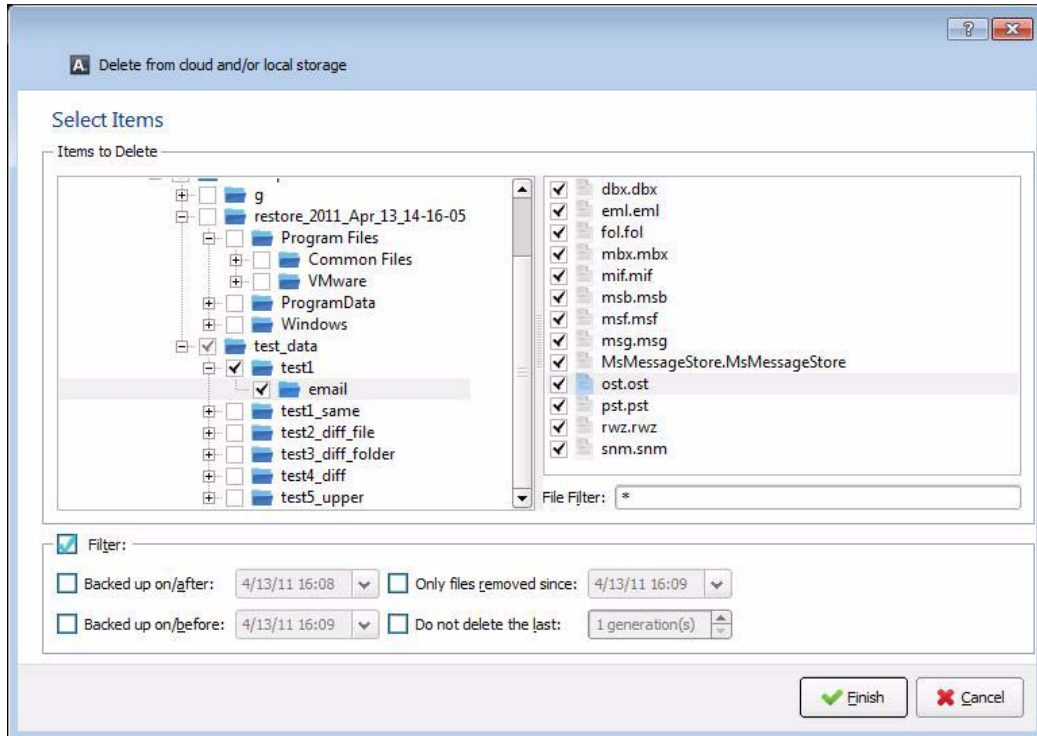 ?
A Delete from cloud and/or local storage
Select Items
Items to Delete
g
restore_2011_Apr_13_14-16-05
Program Files
Common Files
VMware
ProgramData
Windows
test_data
test1
email
test1_same
test2_diff_file
test3_diff_folder
test4_diff
test5_upper
dbx.dbx
eml.eml
fol.fol
mbx.mbx
mif.mif
msb.msb
msf.msf
msg.msg
MsMessageStore.MsMessageStore
ost.ost
pst.pst
rwz.rwz
snm.snm
File Filter: *
Filter:
Backed up on/after: 4/13/11 16:08 Only files removed since: 4/13/11 16:09
Backed up on/before: 4/13/11 16:09 Do not delete the last: 1 generation(s)
Finish Cancel